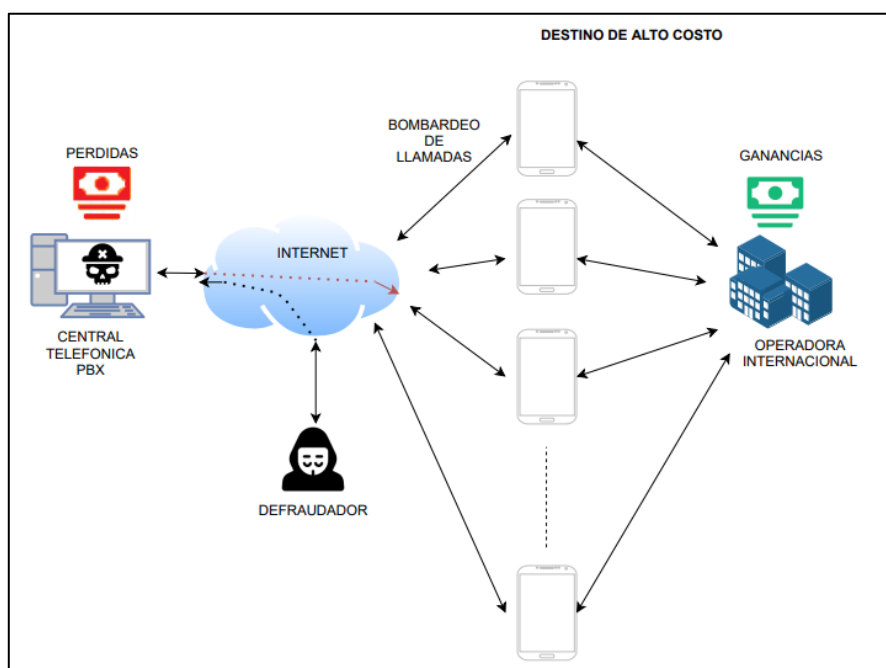 DESTINO DE ALTO COSTO
BOMBARDEO
DE
LLAMADAS
PERDIDAS
GANANCIAS
INTERNET
CENTRAL
TELEFONICA
PBX
OPERADORA
INTERNACIONAL
DEFRAUDADOR